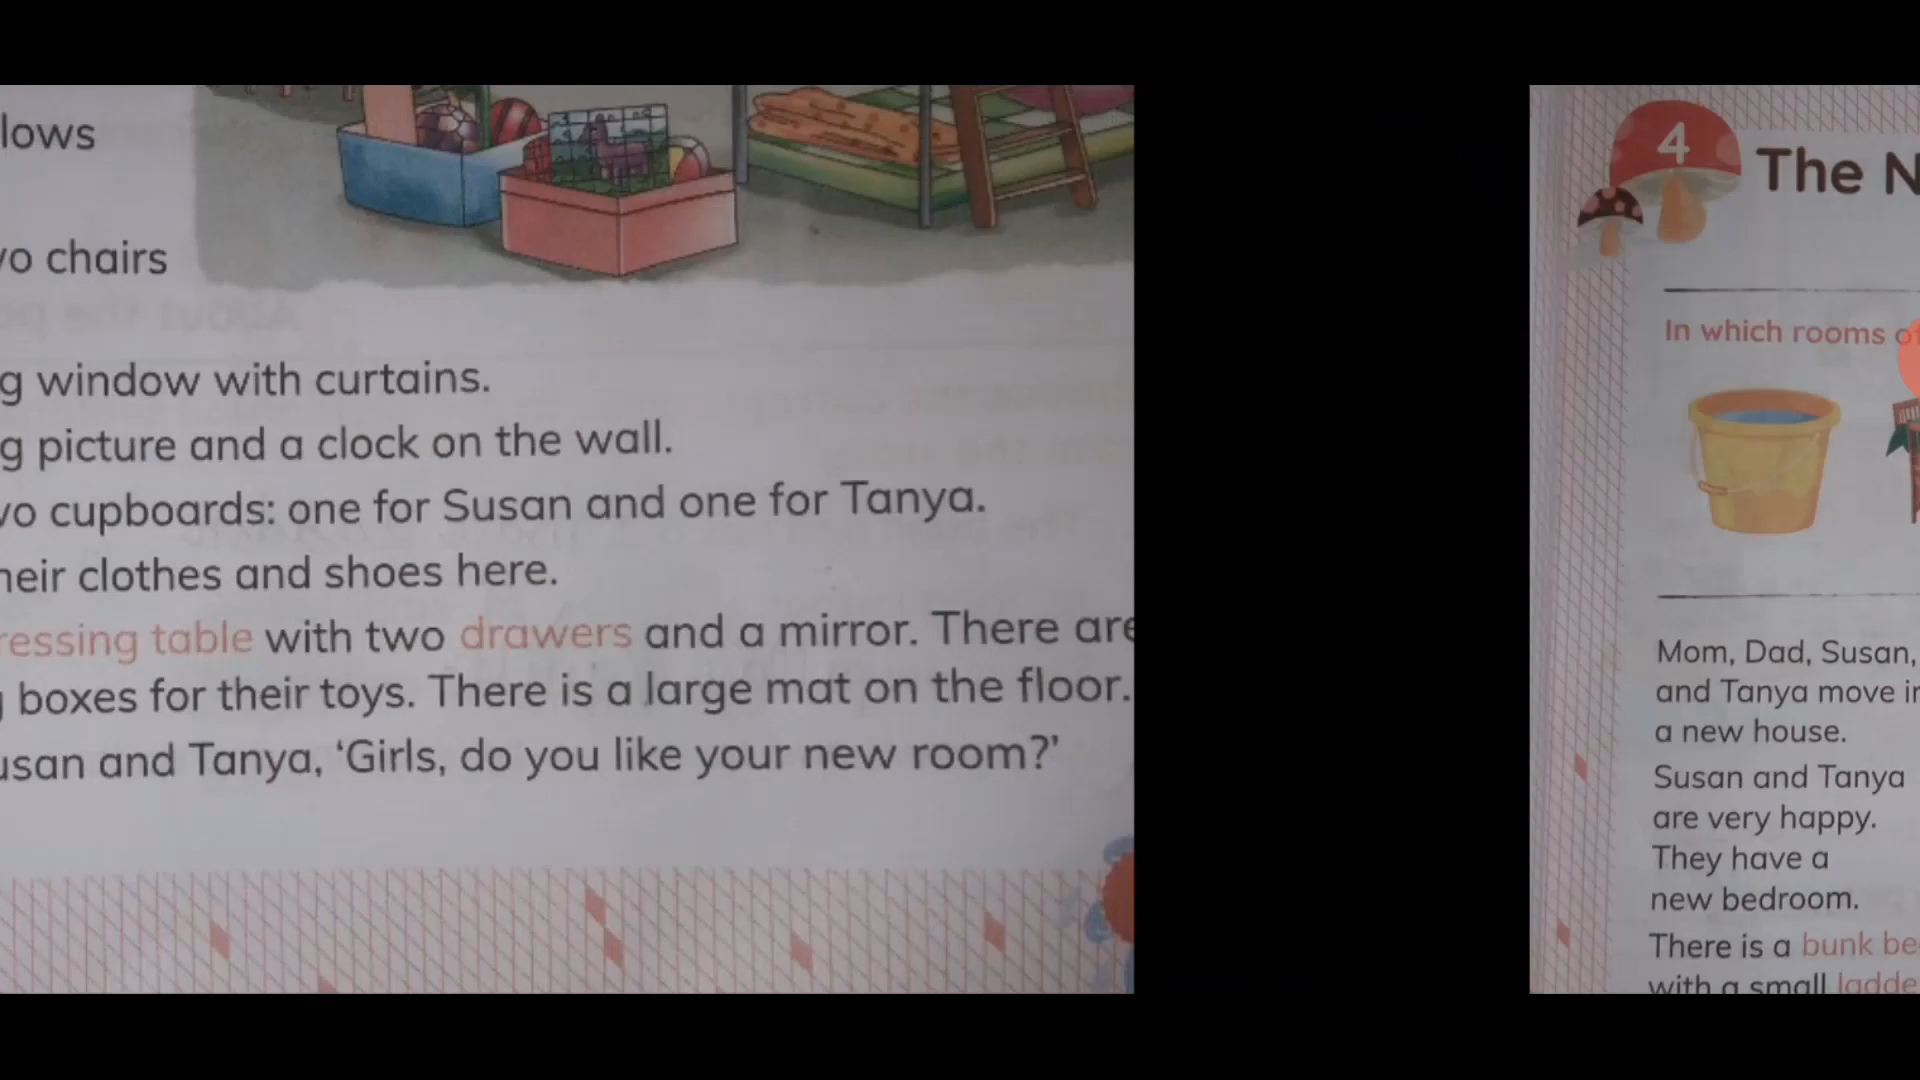 lows
chairs
window with curtains.
picture and a clock on the wall.
cupboards: one for Susan and one for Tanya.
clothes and shoes here.
ressing table with two drawers and a mirror. There are
boxes for their toys. There is a large mat on the floor.
usan and Tanya, ‘Girls, do you like your new room?’
4
The N
In which rooms
Mom, Dad, Susan,
and Tanya move in
a new house.
Susan and Tanya
are very happy.
They have a
new bedroom.
There is a bunk be
with a small ladde